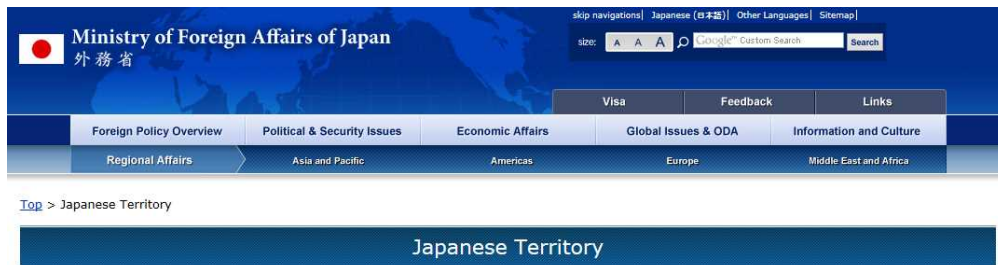 skip navigations| Japanese (日本語)| Other Languages| Sitemap|
Ministry of Foreign Affairs of Japan
外務省
size: A A A Google™ Custom Search Search
Visa Feedback Links
Foreign Policy Overview Political & Security Issues Economic Affairs Global Issues & ODA Information and Culture
Regional Affairs Asia and Pacific Americas Europe Middle East and Africa
Top > Japanese Territory
Japanese Territory